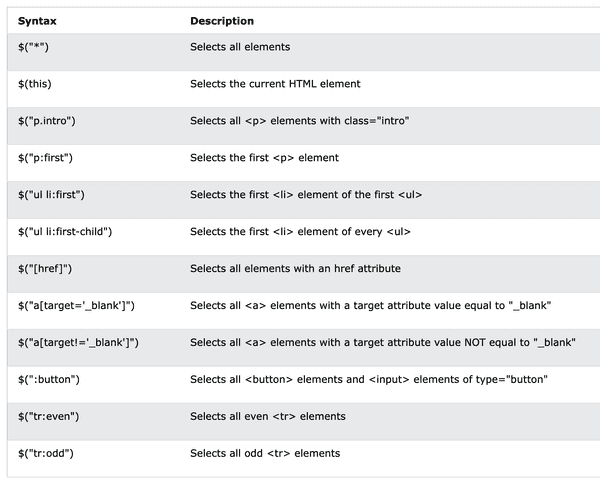 Syntax Description
$("*") Selects all elements
$(this) Selects the current HTML element
$("p.intro") Selects all <p> elements with class="intro"
$("p:first") Selects the first <p> element
$("ul li:first") Selects the first <li> element of the first <ul>
$("ul li:first-child") Selects the first <li> element of every <ul>
$("[href]") Selects all elements with an href attribute
$("a[target='_blank']") Selects all <a> elements with a target attribute value equal to "_blank"
$("a[target!='_blank']") Selects all <a> elements with a target attribute value NOT equal to "_blank"
$(":button") Selects all <button> elements and <input> elements of type="button"
$("tr:even") Selects all even <tr> elements
$("tr:odd") Selects all odd <tr> elements